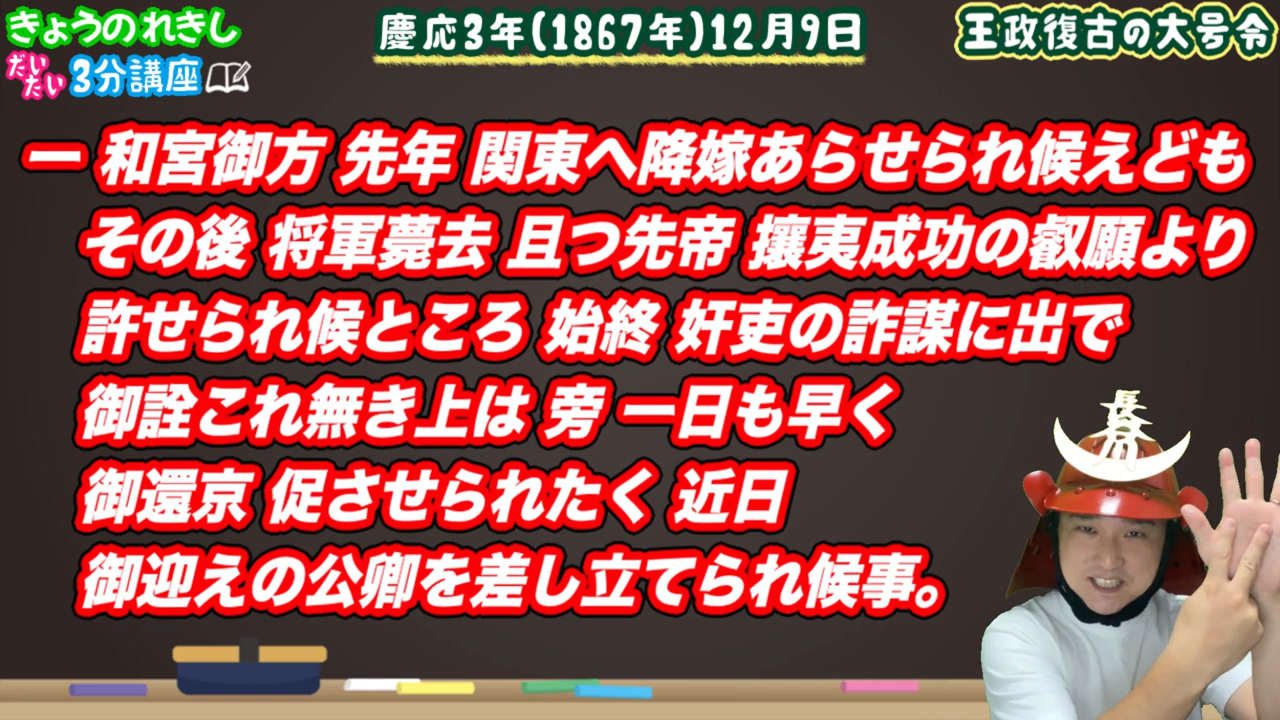 きょうのれきし
だいたい3分講座
慶応3年(1867年)12月9日
王政復古の大号令
一 和宮御方 先年 関東へ降嫁あらせられ候えども
その後 将軍薨去 且つ先帝 攘夷成功の叡願より
許せられ候ところ 始終 奸吏の詐謀に出で
御詮これ無き上は 旁 一日も早く
御還京 促させられたく 近日
御迎えの公卿を差し立てられ候事。